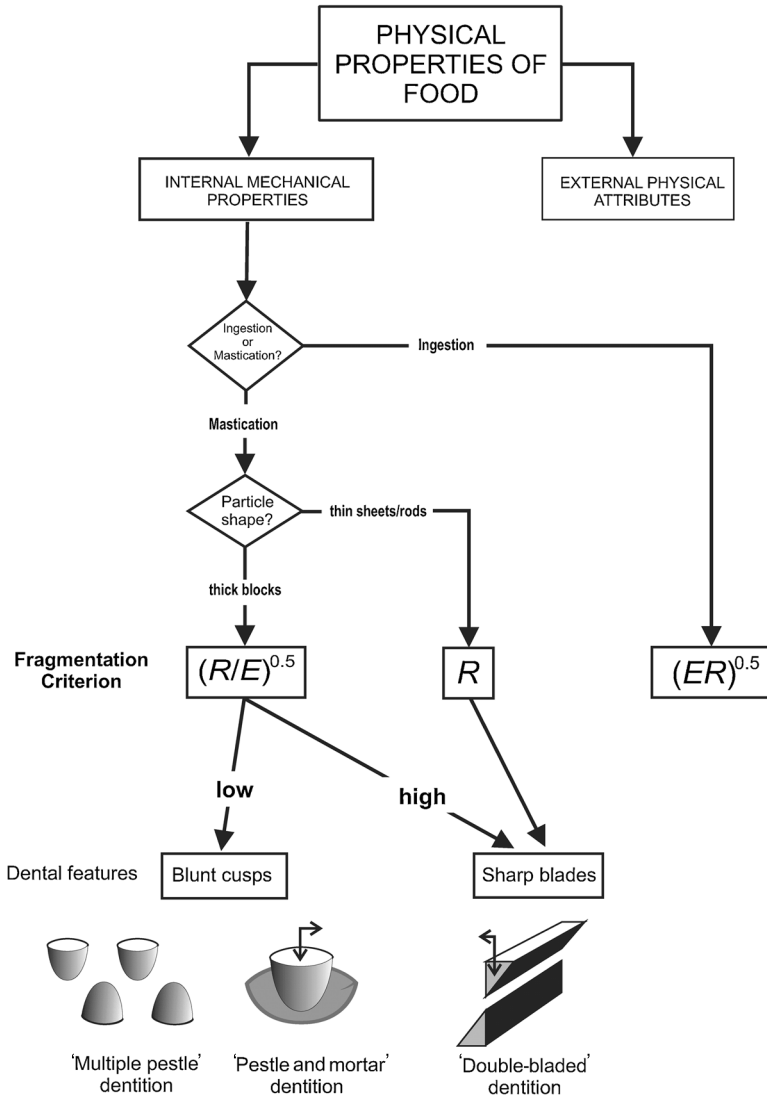 PHYSICAL
PROPERTIES OF
FOOD
INTERNAL MECHANICAL
PROPERTIES
EXTERNAL PHYSICAL
ATTRIBUTES
Ingestion
or
Mastication?
Ingestion
Mastication
Particle
shape?
thin sheets/rods
thick blocks
Fragmentation
Criterion
(R/E)^0.5
R
(ER)^0.5
low
high
Dental features
Blunt cusps
Sharp blades
'Multiple pestle'
dentition
'Pestle and mortar'
dentition
'Double-bladed'
dentition